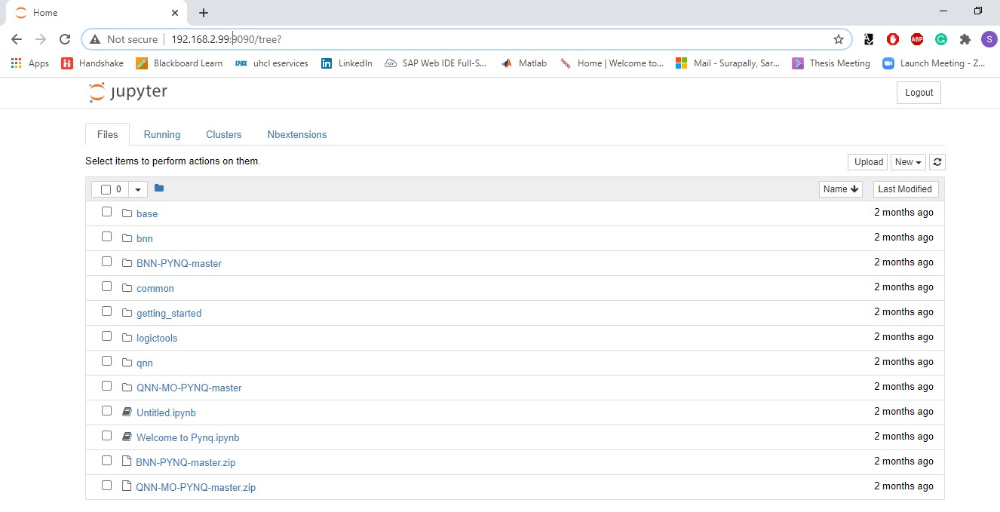 Home
Not secure 192.168.2.99:9090/tree?
ABP S
Apps Handshake Blackboard Learn UHCL uhcl eservices LinkedIn SAP Web IDE Full-S... Matlab Home | Welcome to... Mail - Surapally, Sar... Thesis Meeting Launch Meeting - Z...
jupyter Logout
Files Running Clusters Nbextensions
Select items to perform actions on them. Upload New
0 Name Last Modified
base 2 months ago
bnn 2 months ago
BNN-PYNQ-master 2 months ago
common 2 months ago
getting_started 2 months ago
logictools 2 months ago
qnn 2 months ago
QNN-MO-PYNQ-master 2 months ago
Untitled.ipynb 2 months ago
Welcome to Pynq.ipynb 2 months ago
BNN-PYNQ-master.zip 2 months ago
QNN-MO-PYNQ-master.zip 2 months ago